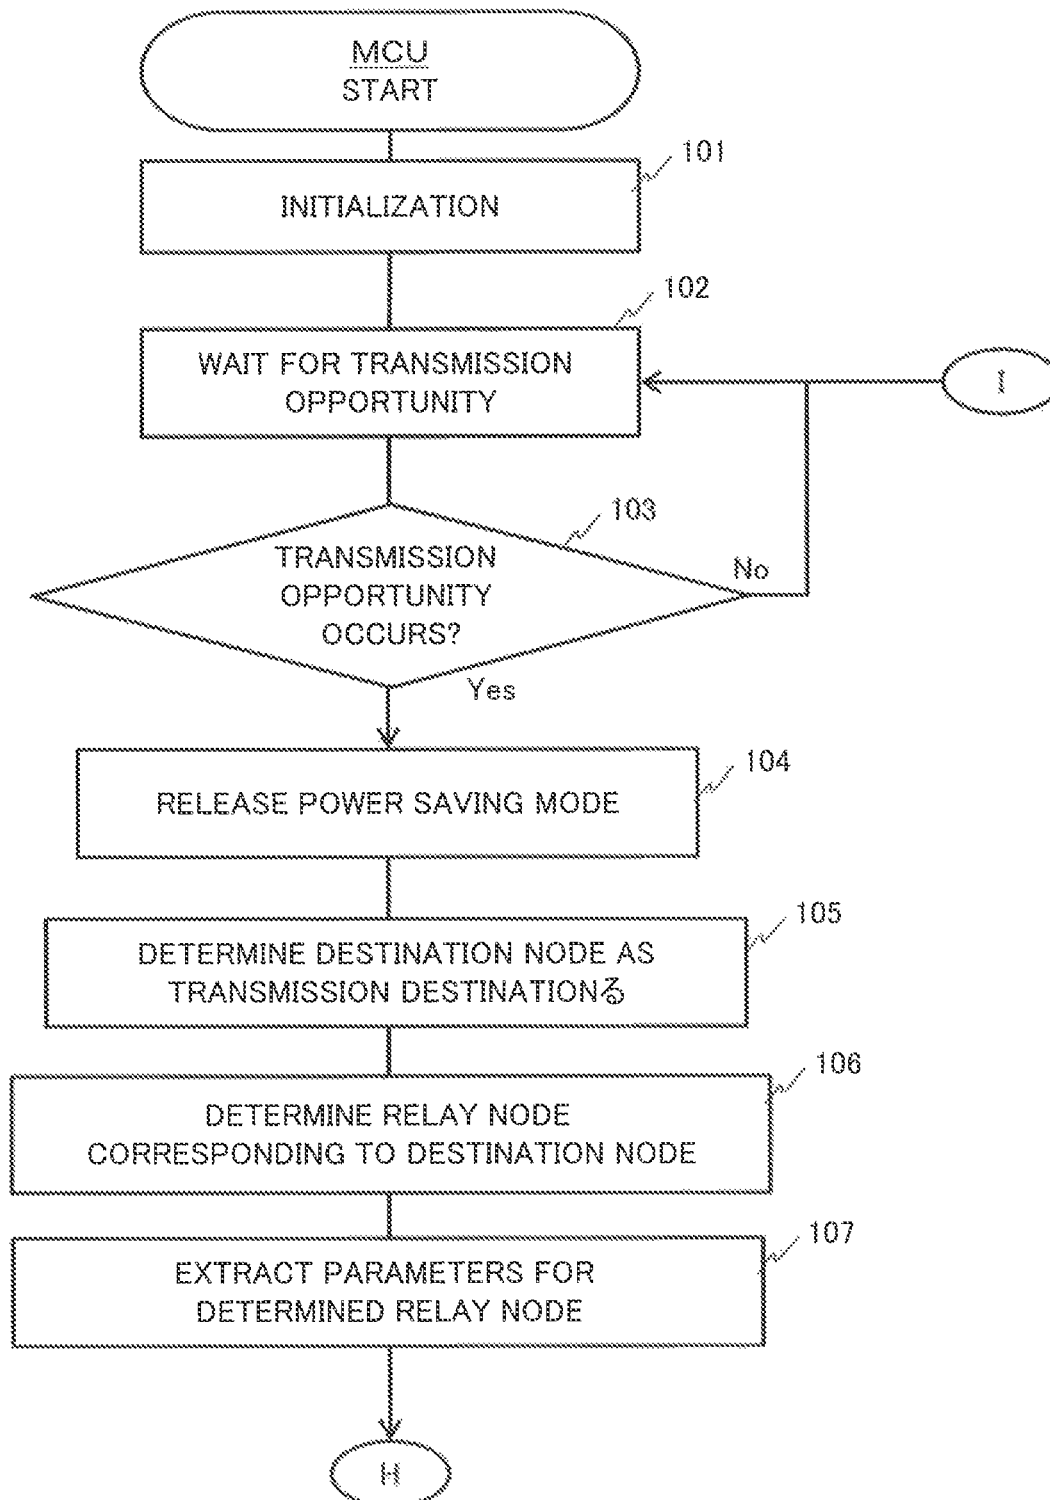 MCU
START
101
INITIALIZATION
102
WAIT FOR TRANSMISSION
OPPORTUNITY
I
103
TRANSMISSION
OPPORTUNITY
OCCURS?
No
Yes
104
RELEASE POWER SAVING MODE
105
DETERMINE DESTINATION NODE AS
TRANSMISSION DESTINATIONる
106
DETERMINE RELAY NODE
CORRESPONDING TO DESTINATION NODE
107
EXTRACT PARAMETERS FOR
DETERMINED RELAY NODE
H